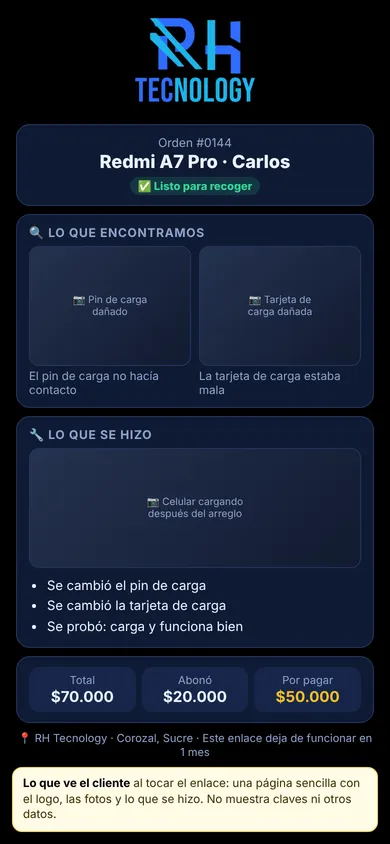 RH
TECNOLOGY
Orden #0144
Redmi A7 Pro · Carlos
✅ Listo para recoger
🔍 LO QUE ENCONTRAMOS
📷 Pin de carga
dañado
📷 Tarjeta de
carga dañada
El pin de carga no hacía
contacto
La tarjeta de carga estaba
mala
🔧 LO QUE SE HIZO
📷 Celular cargando
después del arreglo
• Se cambió el pin de carga
• Se cambió la tarjeta de carga
• Se probó: carga y funciona bien
Total
$70.000
Abonó
$20.000
Por pagar
$50.000
📍 RH Tecnology · Corozal, Sucre · Este enlace deja de funcionar en
1 mes
Lo que ve el cliente al tocar el enlace: una página sencilla con
el logo, las fotos y lo que se hizo. No muestra claves ni otros
datos.